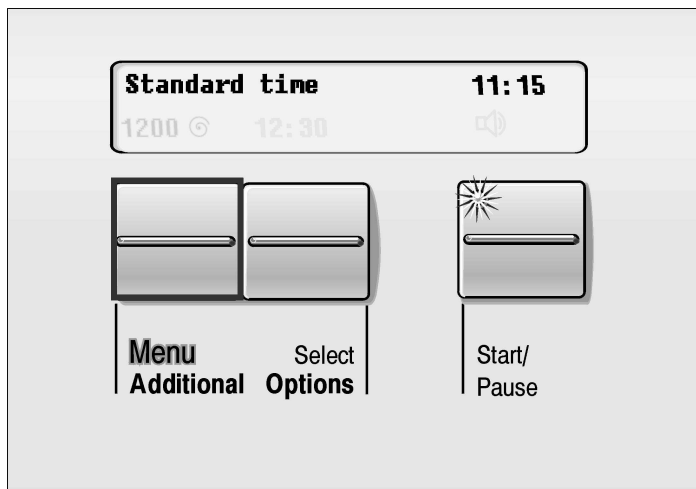 Standard time 11:15
1200 12:30
Menu Select
Additional Options
Start/
Pause